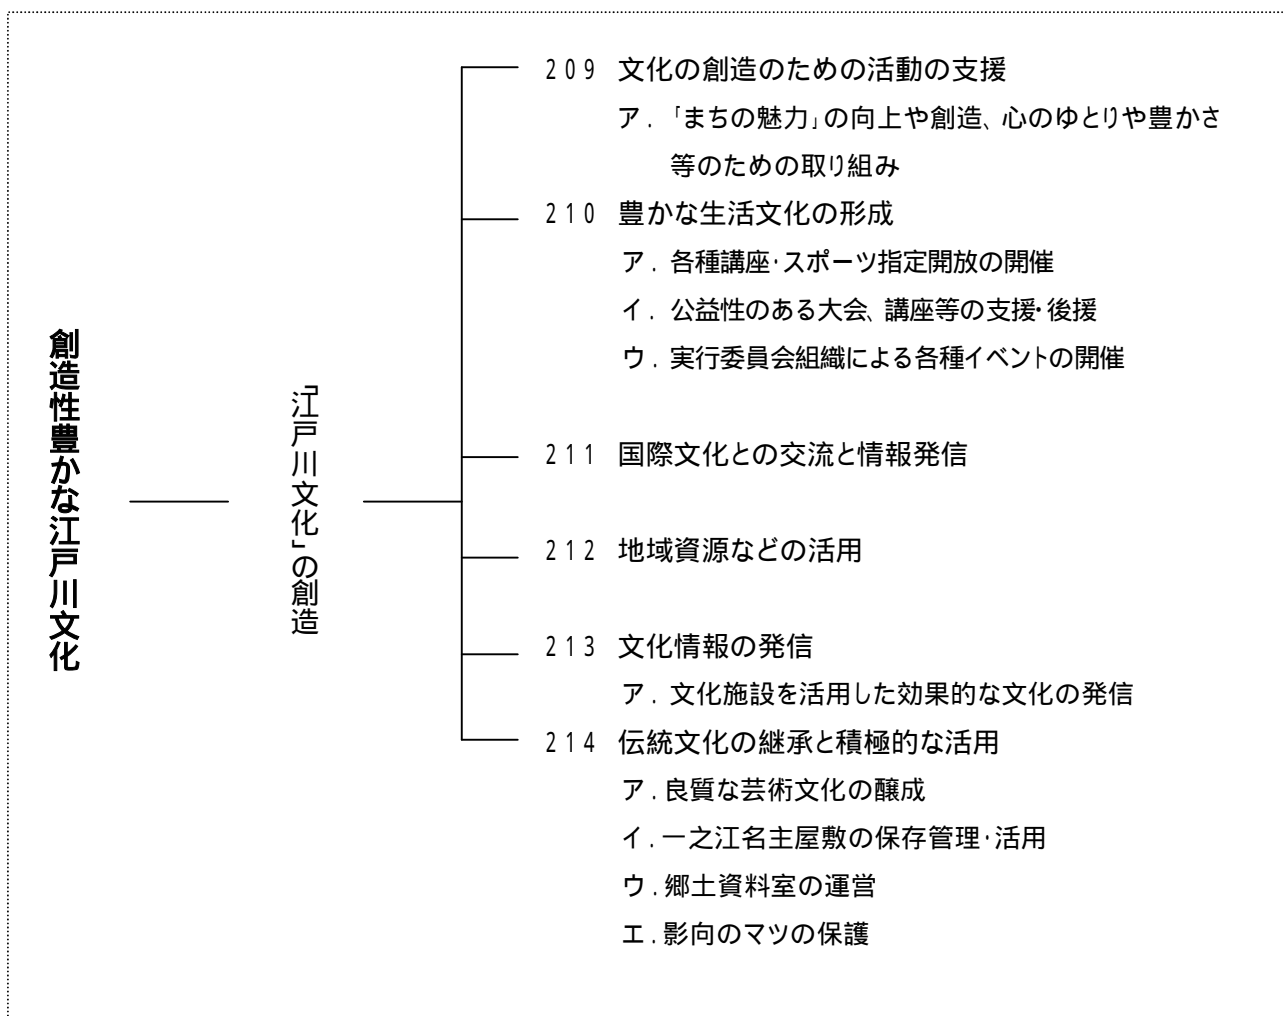 創造性豊かな江戸川文化
「江戸川文化」の創造
209 文化の創造のための活動の支援
ア．「まちの魅力」の向上や創造、心のゆとりや豊かさ
等のための取り組み
210 豊かな生活文化の形成
ア．各種講座・スポーツ指定開放の開催
イ．公益性のある大会、講座等の支援・後援
ウ．実行委員会組織による各種イベントの開催
211 国際文化との交流と情報発信
212 地域資源などの活用
213 文化情報の発信
ア．文化施設を活用した効果的な文化の発信
214 伝統文化の継承と積極的な活用
ア．良質な芸術文化の醸成
イ．一之江名主屋敷の保存管理・活用
ウ．郷土資料室の運営
エ．影向のマツの保護